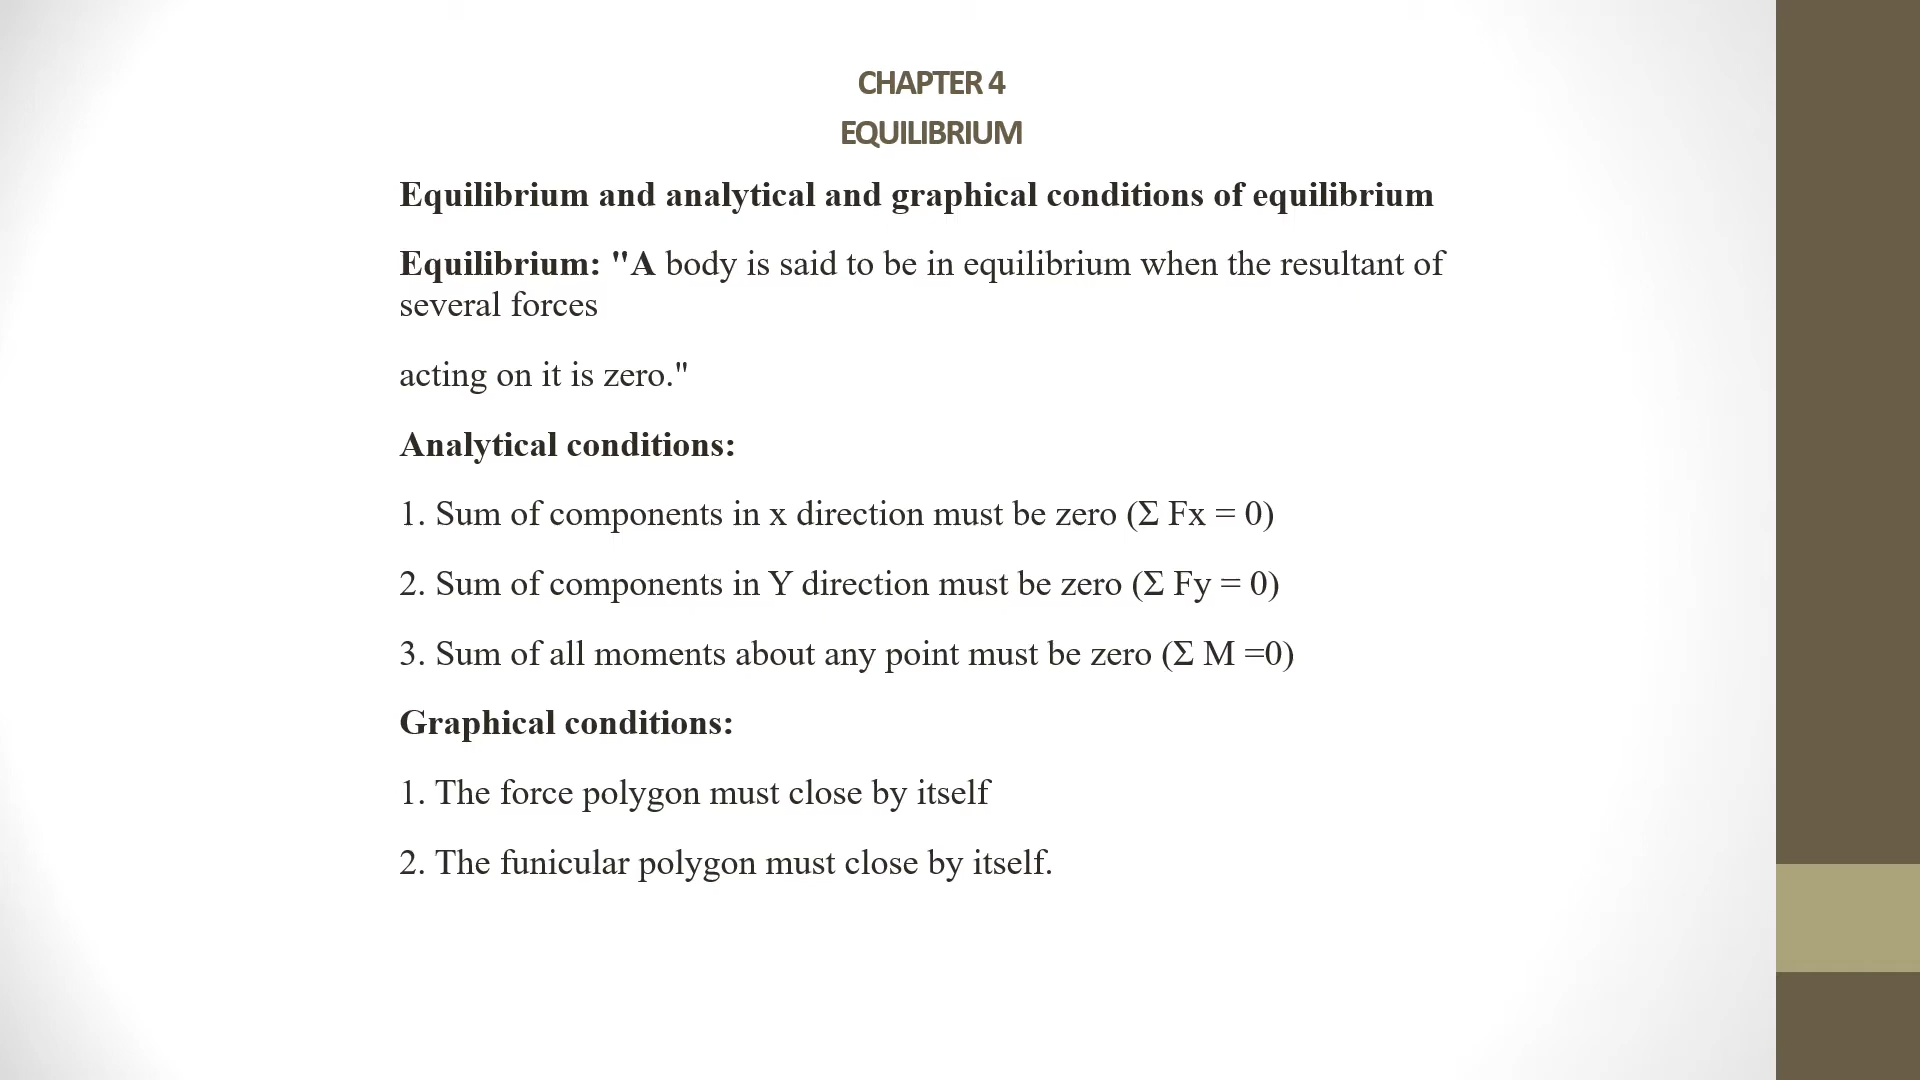 CHAPTER 4
EQUILIBRIUM
Equilibrium and analytical and graphical conditions of equilibrium
Equilibrium: "A body is said to be in equilibrium when the resultant of
several forces
acting on it is zero."
Analytical conditions:
1. Sum of components in x direction must be zero (Σ Fx = 0)
2. Sum of components in Y direction must be zero (Σ Fy = 0)
3. Sum of all moments about any point must be zero (Σ M =0)
Graphical conditions:
1. The force polygon must close by itself
2. The funicular polygon must close by itself.